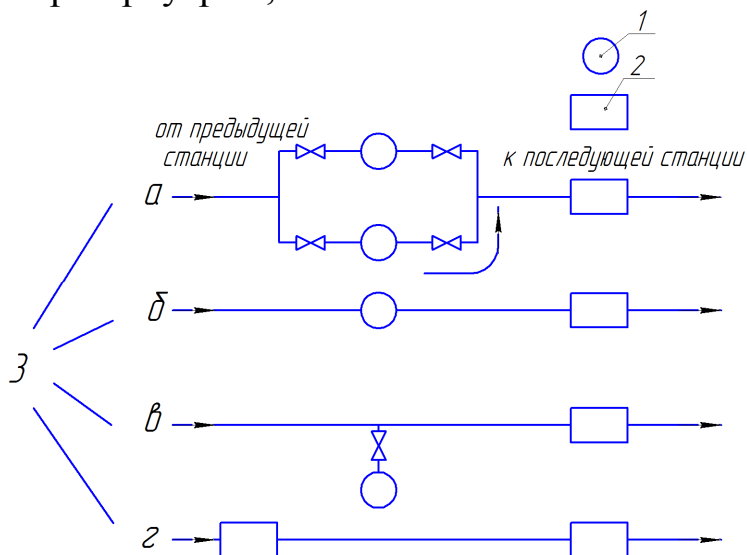 1
2
от предыдущей
станции
к последующей станции
а
б
3
в
г